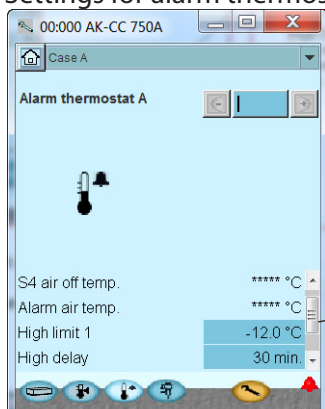 Settings for alarm thermos
00:000 AK-CC 750A
Case A
Alarm thermostat A
S4 air off temp. ***** °C
Alarm air temp. ***** °C
High limit 1 -12.0 °C
High delay 30 min.